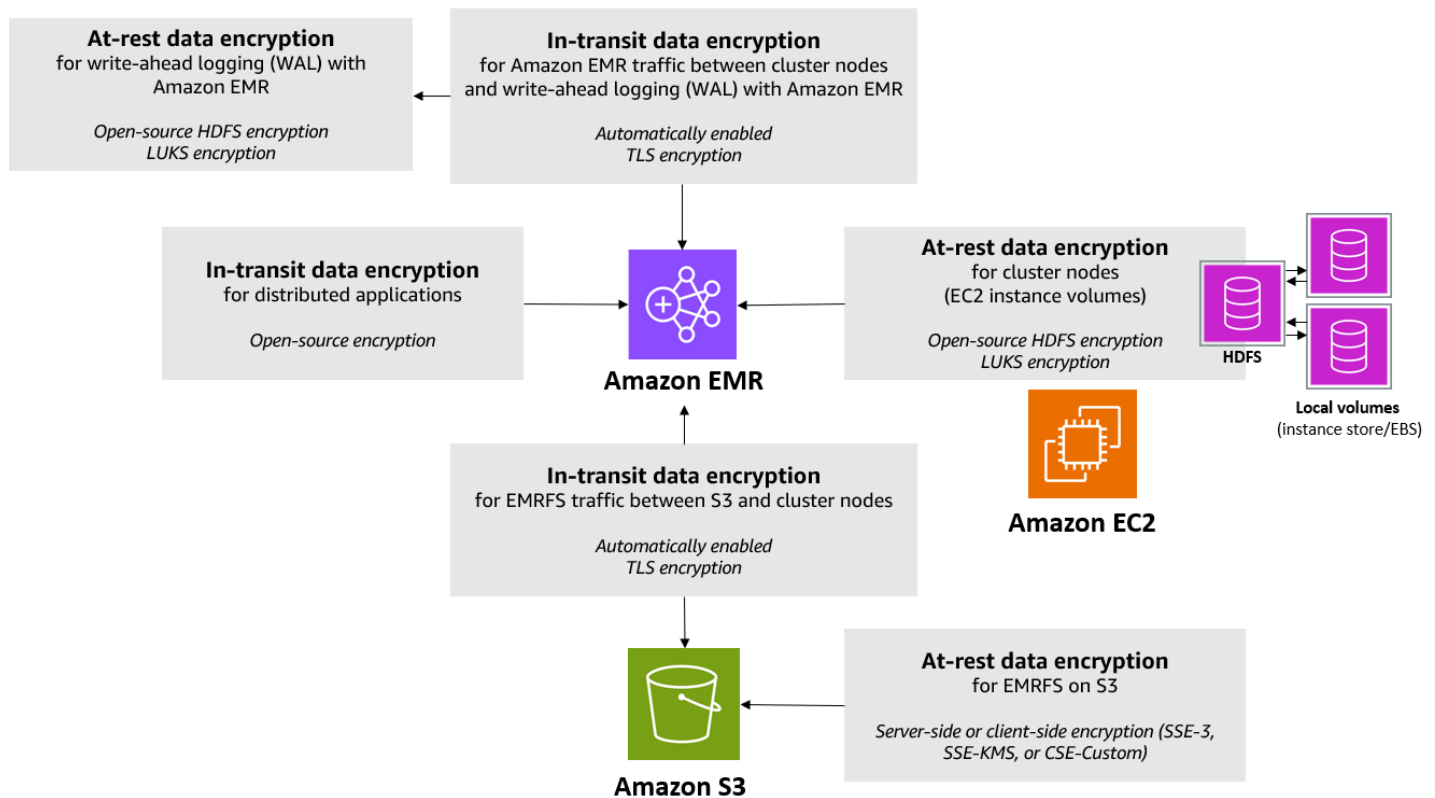 At-rest data encryption
for write-ahead logging (WAL) with
Amazon EMR
Open-source HDFS encryption
LUKS encryption
In-transit data encryption
for Amazon EMR traffic between cluster nodes
and write-ahead logging (WAL) with Amazon EMR
Automatically enabled
TLS encryption
In-transit data encryption
for distributed applications
Open-source encryption
Amazon EMR
At-rest data encryption
for cluster nodes
(EC2 instance volumes)
Open-source HDFS encryption
LUKS encryption
HDFS
Local volumes
(instance store/EBS)
Amazon EC2
In-transit data encryption
for EMRFS traffic between S3 and cluster nodes
Automatically enabled
TLS encryption
At-rest data encryption
for EMRFS on S3
Server-side or client-side encryption (SSE-3,
SSE-KMS, or CSE-Custom)
Amazon S3